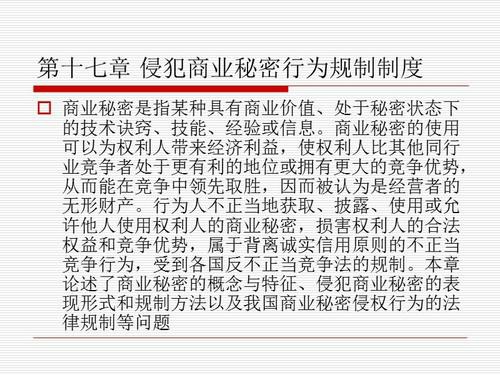 第十七章 侵犯商业秘密行为规制制度
商业秘密是指某种具有商业价值、处于秘密状态下
的技术诀窍、技能、经验或信息。商业秘密的使用
可以为权利人带来经济利益，使权利人比其他同行
业竞争者处于更有利的地位或拥有更大的竞争优势，
从而能在竞争中领先取胜，因而被认为是经营者的
无形财产。行为人不正当地获取、披露、使用或允
许他人使用权利人的商业秘密，损害权利人的合法
权益和竞争优势，属于背离诚实信用原则的不正当
竞争行为，受到各国反不正当竞争法的规制。本章
论述了商业秘密的概念与特征、侵犯商业秘密的表
现形式和规制方法以及我国商业秘密侵权行为的法
律规制等问题